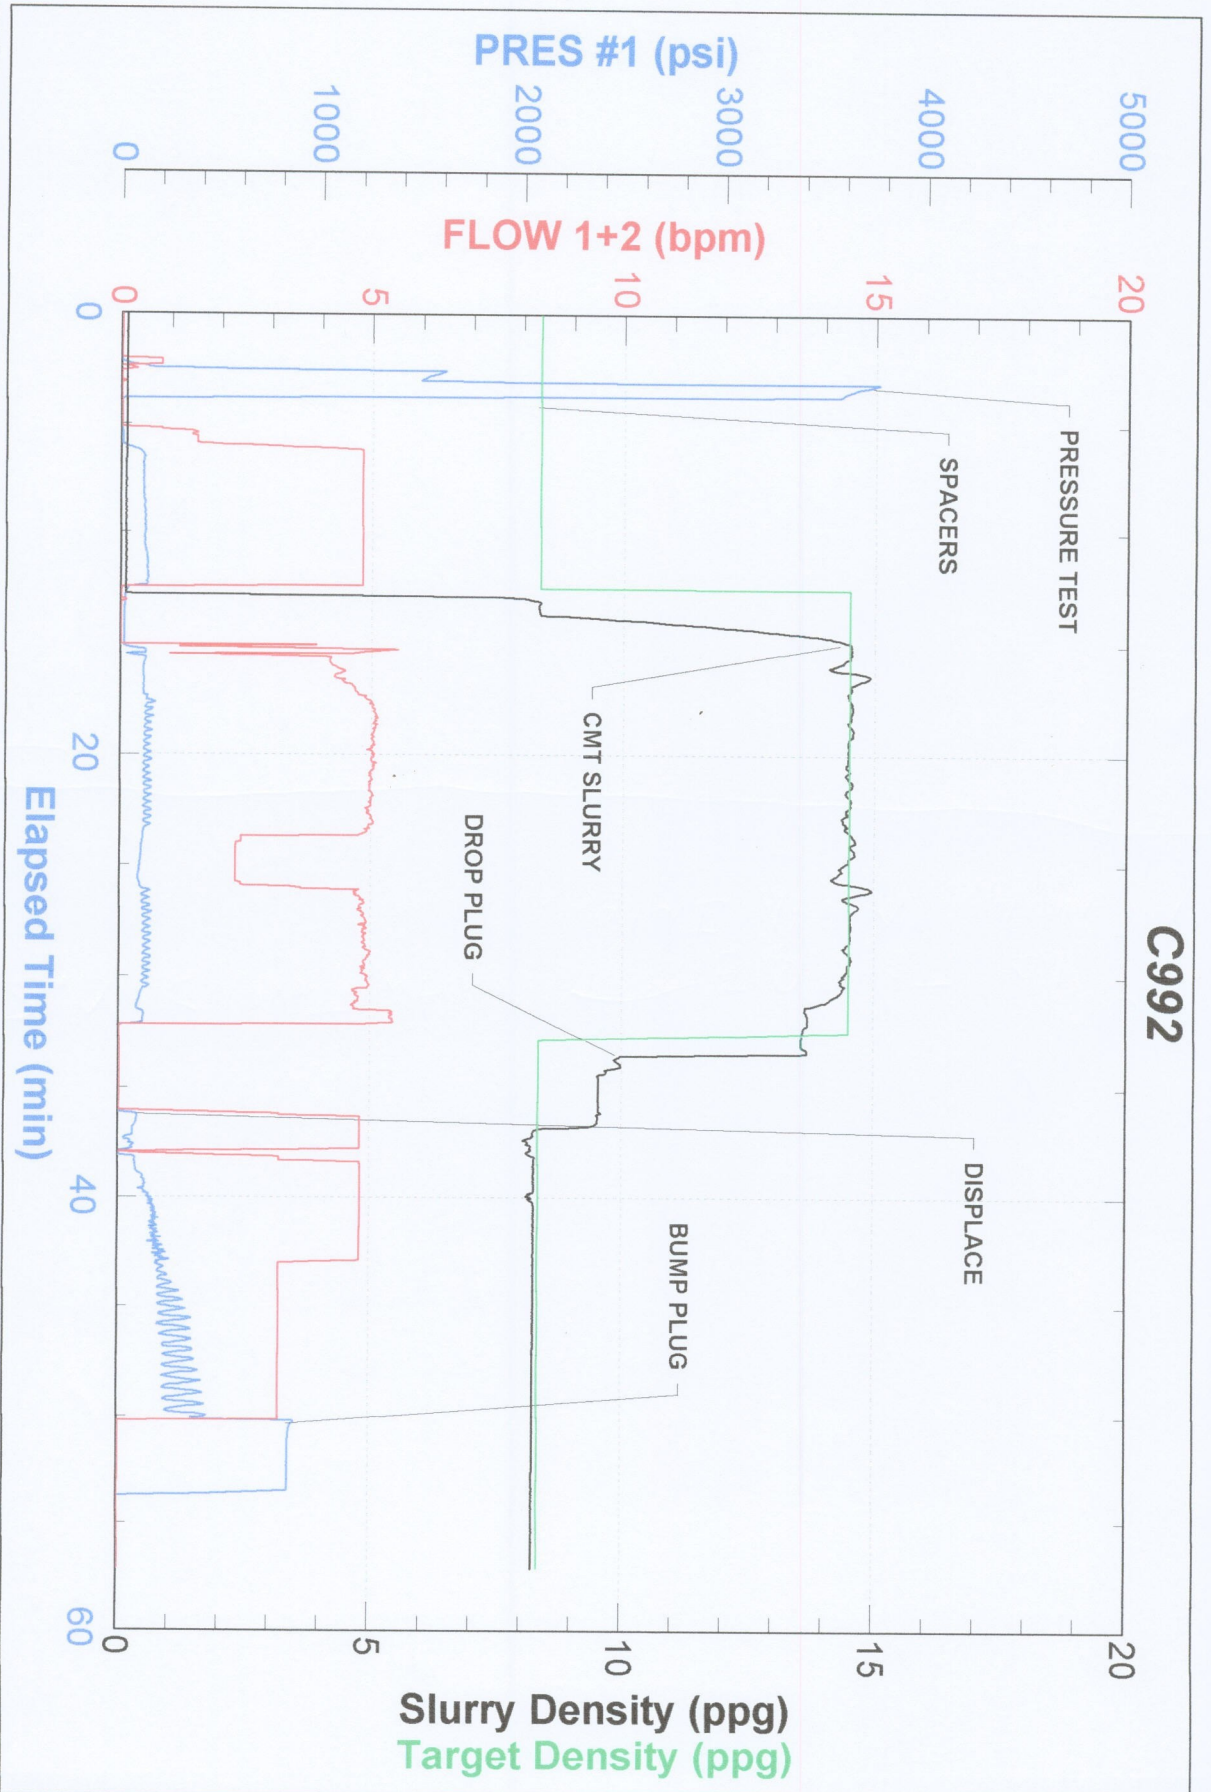 C992
PRES #1 (psi)
5000
4000
3000
2000
1000
0
FLOW 1+2 (bpm)
20
15
10
5
0
PRESSURE TEST
SPACERS
CMT SLURRY
DROP PLUG
DISPLACE
BUMP PLUG
0
20
40
60
Elapsed Time (min)
20
15
10
5
0
Slurry Density (ppg)
Target Density (ppg)